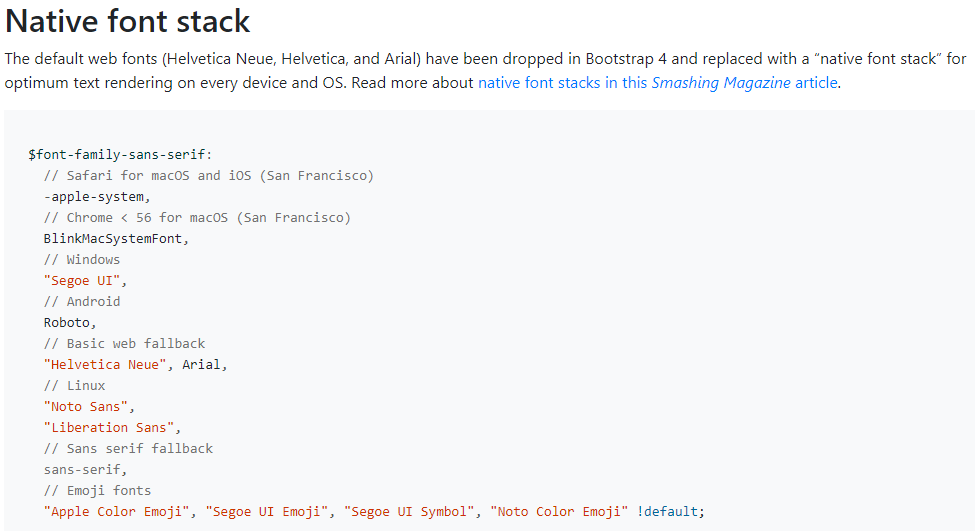 Native font stack
The default web fonts (Helvetica Neue, Helvetica, and Arial) have been dropped in Bootstrap 4 and replaced with a “native font stack” for
optimum text rendering on every device and OS. Read more about native font stacks in this Smashing Magazine article.
$font-family-sans-serif:
  // Safari for macOS and iOS (San Francisco)
  -apple-system,
  // Chrome < 56 for macOS (San Francisco)
  BlinkMacSystemFont,
  // Windows
  "Segoe UI",
  // Android
  Roboto,
  // Basic web fallback
  "Helvetica Neue", Arial,
  // Linux
  "Noto Sans",
  "Liberation Sans",
  // Sans serif fallback
  sans-serif,
  // Emoji fonts
  "Apple Color Emoji", "Segoe UI Emoji", "Segoe UI Symbol", "Noto Color Emoji" !default;